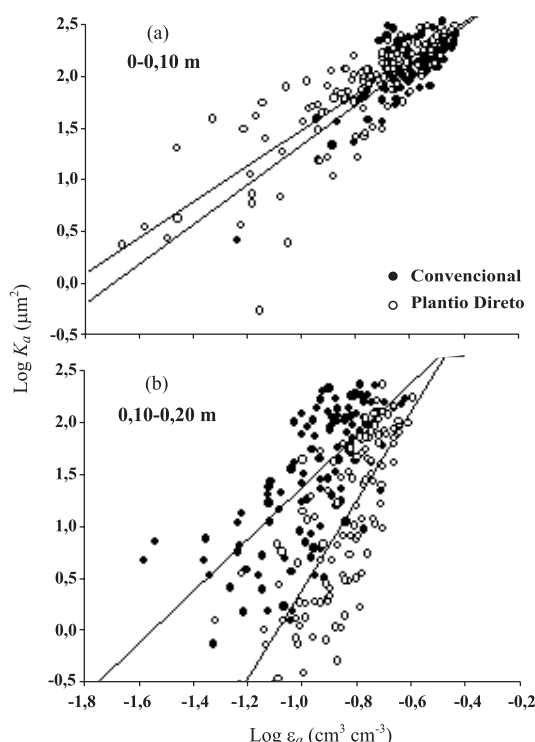 (a)
0-0,10 m
2,5
2,0
1,5
1,0
0,5
0,0
-0,5
Convencional
Plantio Direto
Log Ka (µm²)
(b)
0,10-0,20 m
2,5
2,0
1,5
1,0
0,5
0,0
-0,5
-1,8 -1,6 -1,4 -1,2 -1,0 -0,8 -0,6 -0,4 -0,2
Log εa (cm³ cm⁻³)